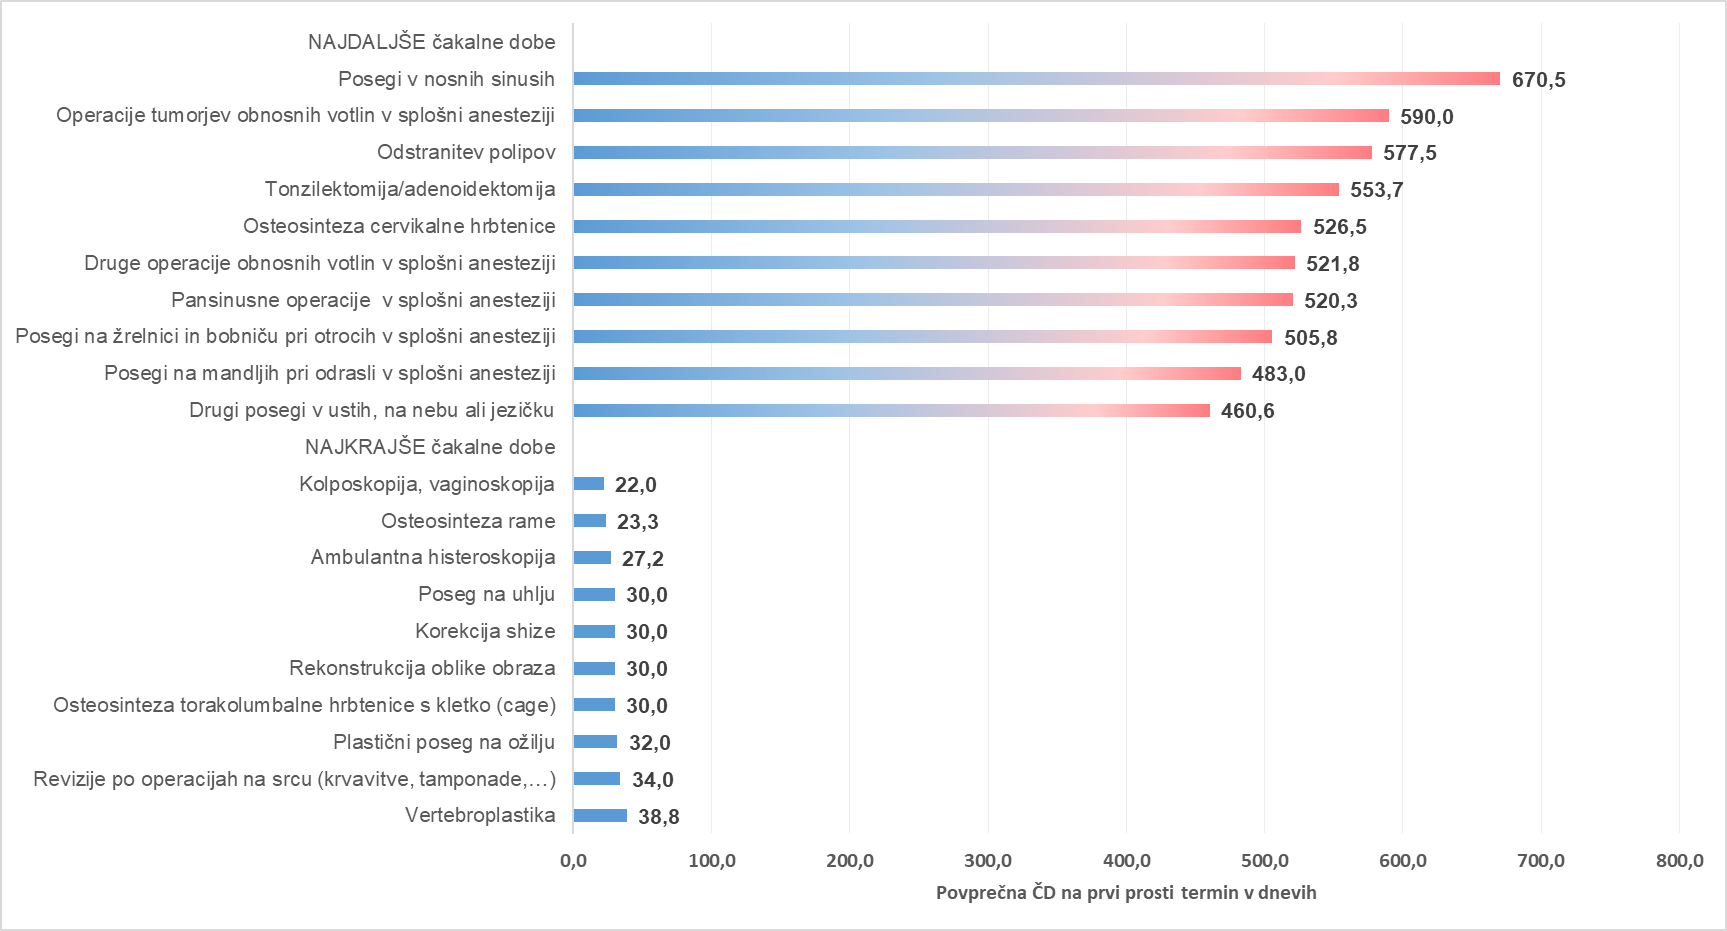 NAJDALJŠE čakalne dobe
Posegi v nosnih sinusih 670,5
Operacije tumorjev obnosnih votlin v splošni anesteziji 590,0
Odstranitev polipov 577,5
Tonzilektomija/adenoidektomija 553,7
Osteosinteza cervikalne hrbtenice 526,5
Druge operacije obnosnih votlin v splošni anesteziji 521,8
Pansinusne operacije  v splošni anesteziji 520,3
Posegi na žrelnici in bobniču pri otrocih v splošni anesteziji 505,8
Posegi na mandljih pri odrasli v splošni anesteziji 483,0
Drugi posegi v ustih, na nebu ali jezičku 460,6
NAJKRAJŠE čakalne dobe
Kolposkopija, vaginoskopija 22,0
Osteosinteza rame 23,3
Ambulantna histeroskopija 27,2
Poseg na uhlju 30,0
Korekcija shize 30,0
Rekonstrukcija oblike obraza 30,0
Osteosinteza torakolumbalne hrbtenice s kletko (cage) 30,0
Plastični poseg na ožilju 32,0
Revizije po operacijah na srcu (krvavitve, tamponade,…) 34,0
Vertebroplastika 38,8
0,0 100,0 200,0 300,0 400,0 500,0 600,0 700,0 800,0
Povprečna ČD na prvi prosti termin v dnevih